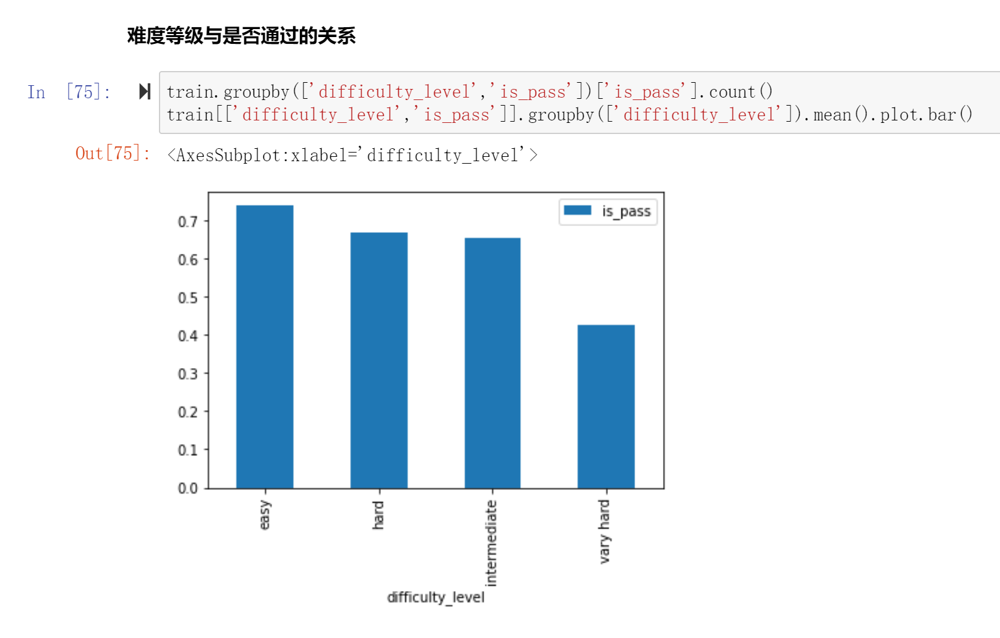 难度等级与是否通过的关系
In [75]:
train.groupby(['difficulty_level','is_pass'])['is_pass'].count()
train[['difficulty_level','is_pass']].groupby(['difficulty_level']).mean().plot.bar()
Out[75]: <AxesSubplot:xlabel='difficulty_level'>
is_pass
0.7
0.6
0.5
0.4
0.3
0.2
0.1
0.0
easy
hard
intermediate
vary hard
difficulty_level